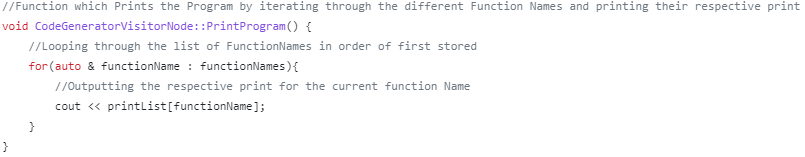 //Function which Prints the Program by iterating through the different Function Names and printing their respective print
void CodeGeneratorVisitorNode::PrintProgram() {
    //Looping through the list of FunctionNames in order of first stored
    for(auto & functionName : functionNames){
        //Outputting the respective print for the current function Name
        cout << printList[functionName];
    }
}